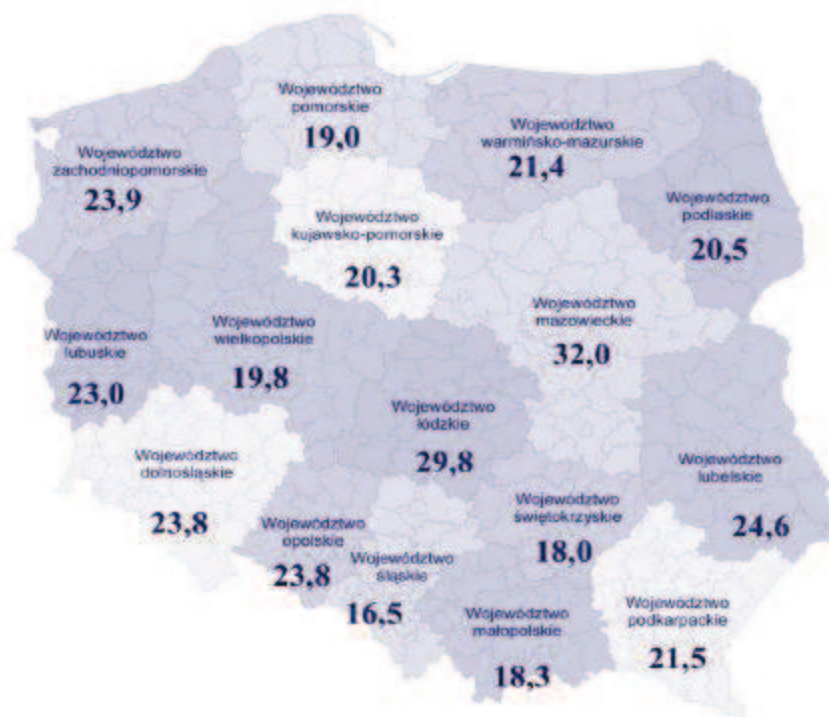 Województwo
pomorskie
19,0
Województwo
warmińsko-mazurskie
21,4
Województwo
zachodniopomorskie
23,9
Województwo
podlaskie
20,5
Województwo
kujawsko-pomorskie
20,3
Województwo
mazowieckie
32,0
Województwo
lubuskie
23,0
Województwo
wielkopolskie
19,8
Województwo
łódzkie
29,8
Województwo
dolnośląskie
23,8
Województwo
lubelskie
24,6
Województwo
świętokrzyskie
18,0
Województwo
opolskie
23,8
Województwo
śląskie
16,5
Województwo
małopolskie
18,3
Województwo
podkarpackie
21,5